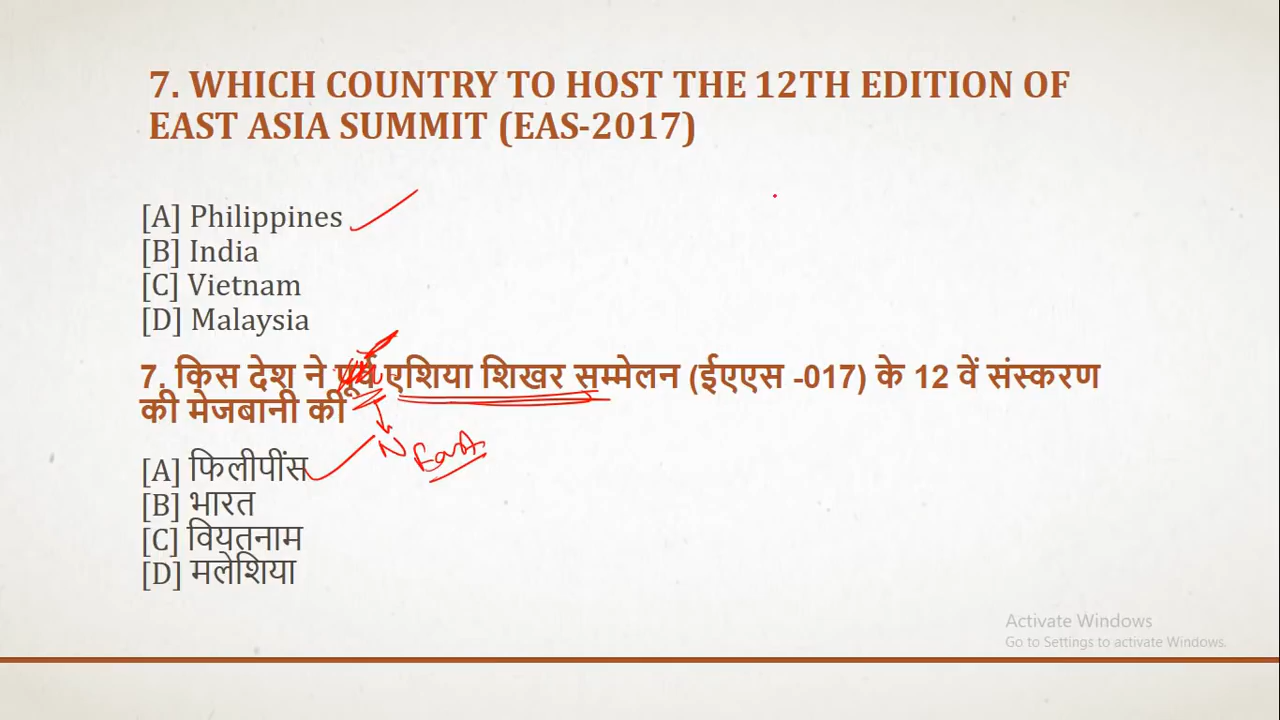 7. WHICH COUNTRY TO HOST THE 12TH EDITION OF
EAST ASIA SUMMIT (EAS-2017)
[A] Philippines
[B] India
[C] Vietnam
[D] Malaysia
7. किस देश ने एशिया शिखर सम्मेलन (ईएएस -017) के 12 वें संस्करण
की मेजबानी की
N East
[A] फिलीपींस
[B] भारत
[C] वियतनाम
[D] मलेशिया
Activate Windows
Go to Settings to activate Windows.